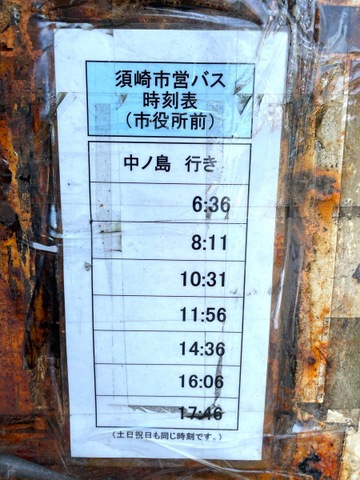 須崎市営バス
時刻表
（市役所前）
中ノ島　行き
6:36
8:11
10:31
11:56
14:36
16:06
17:46
（土日祝日も同じ時刻です。）